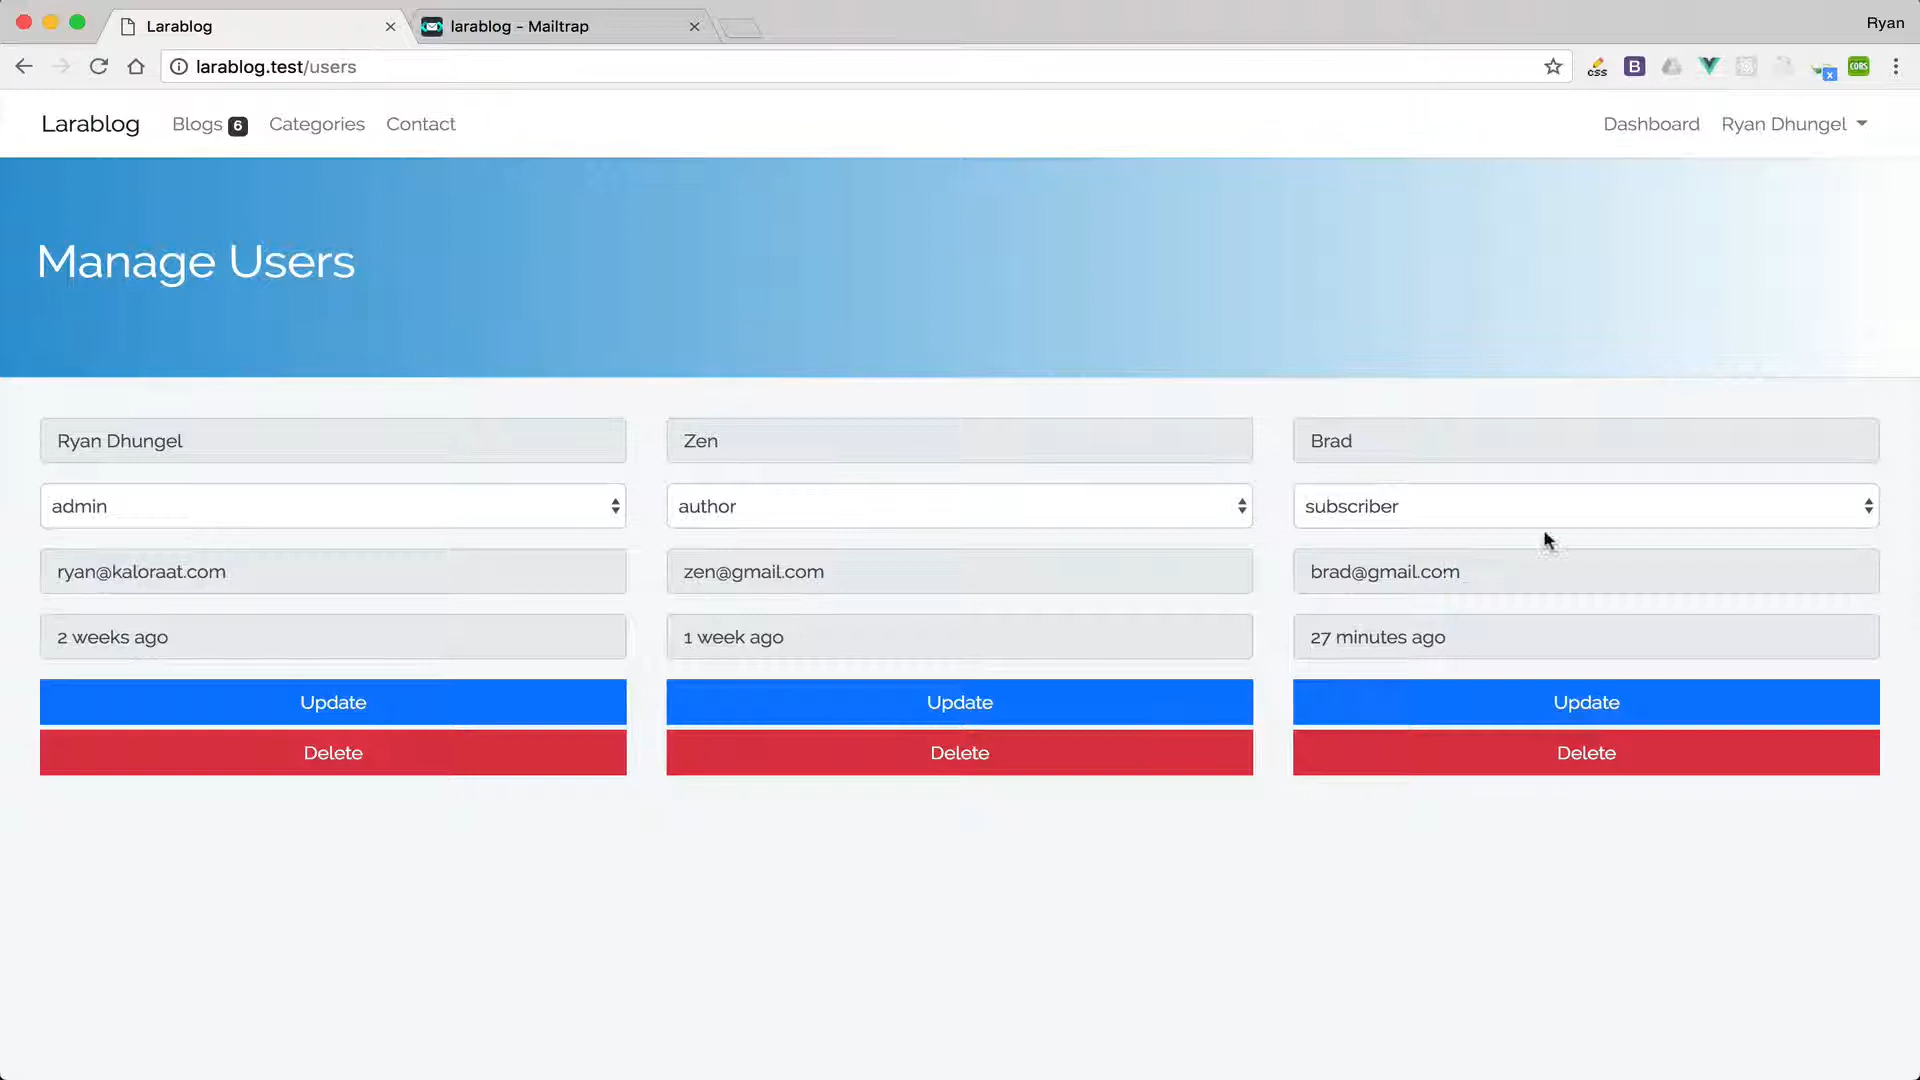 Larablog
larablog - Mailtrap
Ryan
larablog.test/users
css
B
x
CORS
Larablog
Blogs 6
Categories
Contact
Dashboard
Ryan Dhungel
Manage Users
Ryan Dhungel
admin
ryan@kaloraat.com
2 weeks ago
Update
Delete
Zen
author
zen@gmail.com
1 week ago
Update
Delete
Brad
subscriber
brad@gmail.com
27 minutes ago
Update
Delete